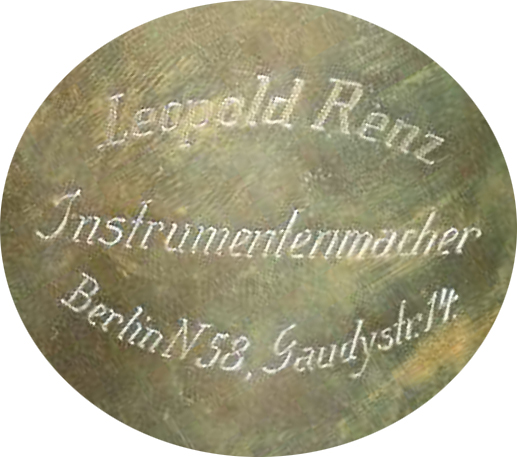 Leopold Renz
Instrumentenmacher
Berlin N 58, Gaudystr. 14.